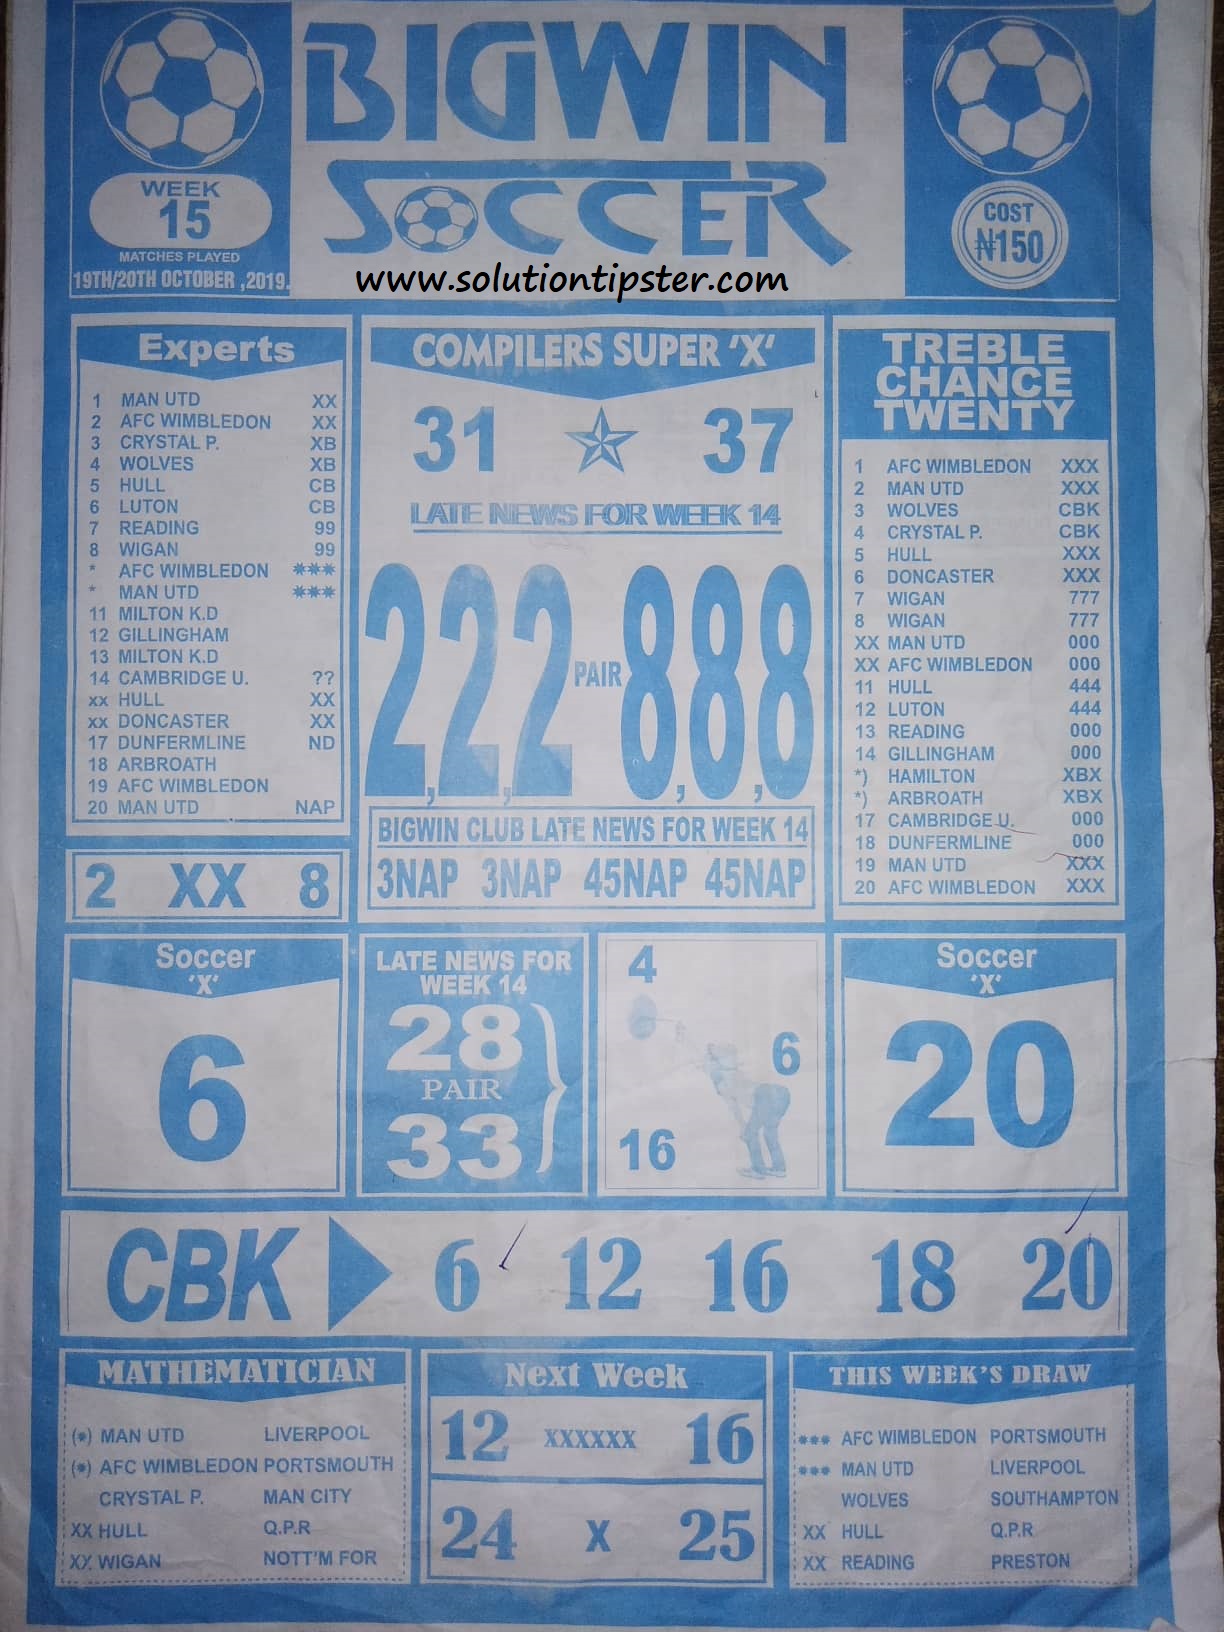 BIGWIN
SOCCER
WEEK
15
MATCHES PLAYED
19TH/20TH OCTOBER ,2019.
COST
₦150
www.solutiontipster.com
Experts
1 MAN UTD XX
2 AFC WIMBLEDON XX
3 CRYSTAL P. XB
4 WOLVES XB
5 HULL CB
6 LUTON CB
7 READING 99
8 WIGAN 99
* AFC WIMBLEDON ***
* MAN UTD ***
11 MILTON K.D
12 GILLINGHAM
13 MILTON K.D
14 CAMBRIDGE U. ??
xx HULL XX
xx DONCASTER XX
17 DUNFERMLINE ND
18 ARBROATH
19 AFC WIMBLEDON
20 MAN UTD NAP
2 XX 8
COMPILERS SUPER 'X'
31 37
LATE NEWS FOR WEEK 14
2,2,2 PAIR 8,8,8
BIGWIN CLUB LATE NEWS FOR WEEK 14
3NAP 3NAP 45NAP 45NAP
TREBLE
CHANCE
TWENTY
1 AFC WIMBLEDON XXX
2 MAN UTD XXX
3 WOLVES CBK
4 CRYSTAL P. CBK
5 HULL XXX
6 DONCASTER XXX
7 WIGAN 777
8 WIGAN 777
XX MAN UTD 000
XX AFC WIMBLEDON 000
11 HULL 444
12 LUTON 444
13 READING 000
14 GILLINGHAM 000
*) HAMILTON XBX
*) ARBROATH XBX
17 CAMBRIDGE U. 000
18 DUNFERMLINE 000
19 MAN UTD XXX
20 AFC WIMBLEDON XXX
Soccer
'X'
6
LATE NEWS FOR
WEEK 14
28
PAIR
33
4
6
16
Soccer
'X'
20
CBK 6 12 16 18 20
MATHEMATICIAN
(*) MAN UTD LIVERPOOL
(*) AFC WIMBLEDON PORTSMOUTH
CRYSTAL P. MAN CITY
XX HULL Q.P.R
XX WIGAN NOTT'M FOR
Next Week
12 XXXXXX 16
24 X 25
THIS WEEK'S DRAW
*** AFC WIMBLEDON PORTSMOUTH
*** MAN UTD LIVERPOOL
WOLVES SOUTHAMPTON
XX HULL Q.P.R
XX READING PRESTON